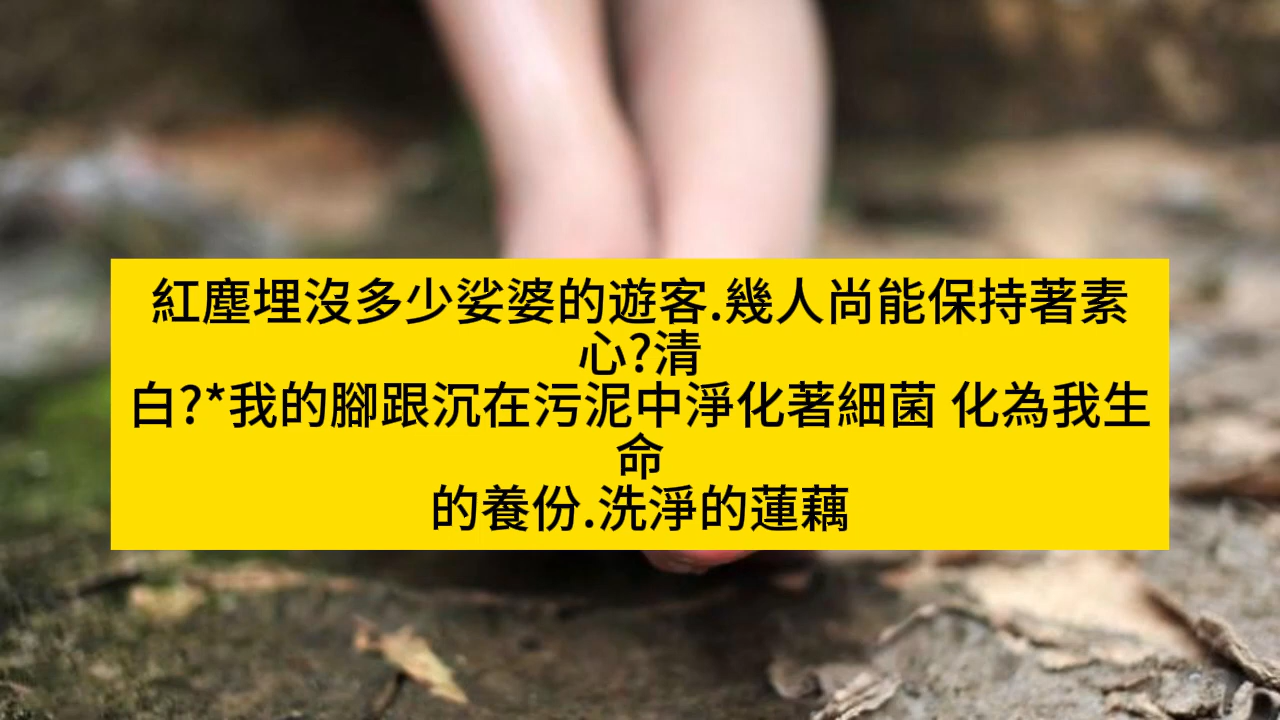 紅塵埋沒多少娑婆的遊客.幾人尚能保持著素
心?清
白?*我的腳跟沉在污泥中淨化著細菌 化為我生
命
的養份.洗淨的蓮藕